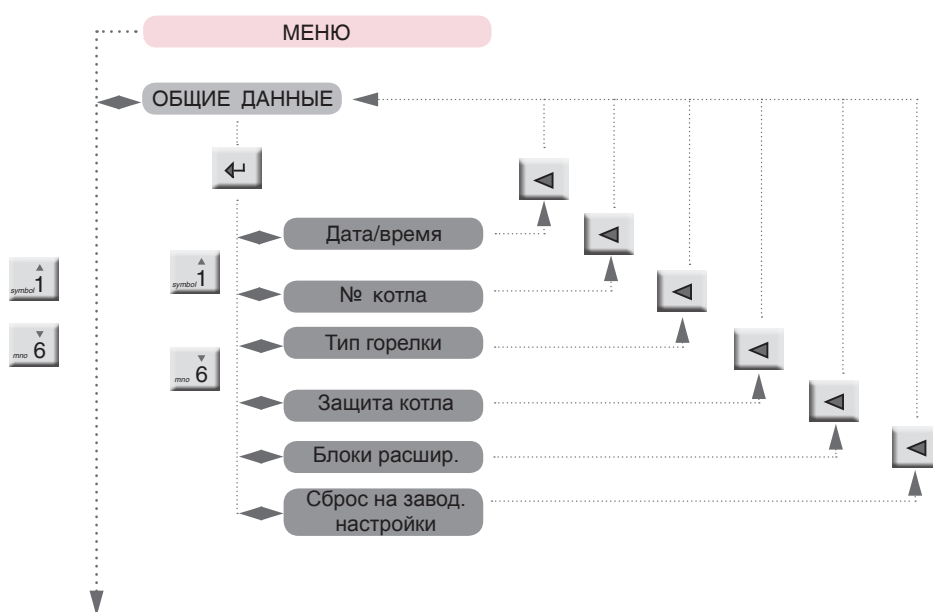 МЕНЮ
ОБЩИЕ ДАННЫЕ
Дата/время
symbol 1
symbol 1
№ котла
Тип горелки
mno 6
mno 6
Защита котла
Блоки расшир.
Сброс на завод.
настройки